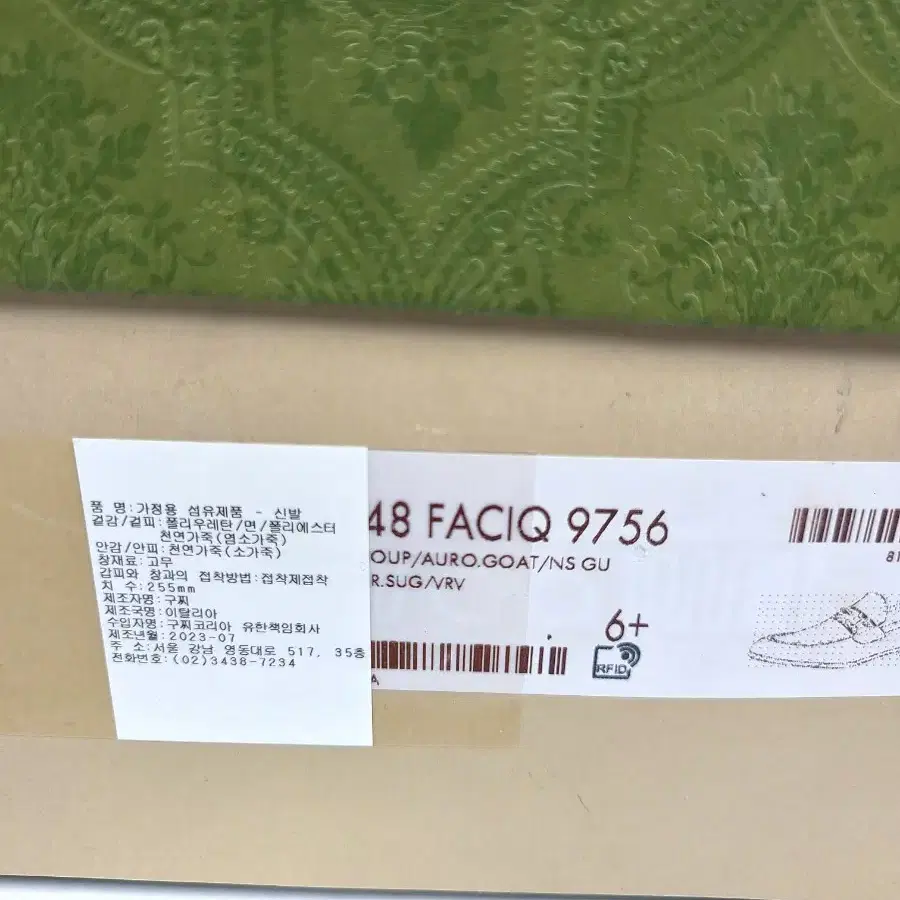 품 명:가정용 섬유제품 - 신발
겉감/겉피:폴리우레탄/면/폴리에스터
천연가죽(염소가죽)
안감/안피:천연가죽(소가죽)
창재료:고무
갑피와 창과의 접착방법:접착제접착
치 수:255mm
제조자명:구찌
제조국명:이탈리아
수입자명:구찌코리아 유한책임회사
제조년월:2023-07
주 소:서울 강남 영동대로 517, 35층
전화번호:(02)3438-7234
48 FACIQ 9756
OUP/AURO.GOAT/NS GU
R.SUG/VRV
6+
RFID
A
81